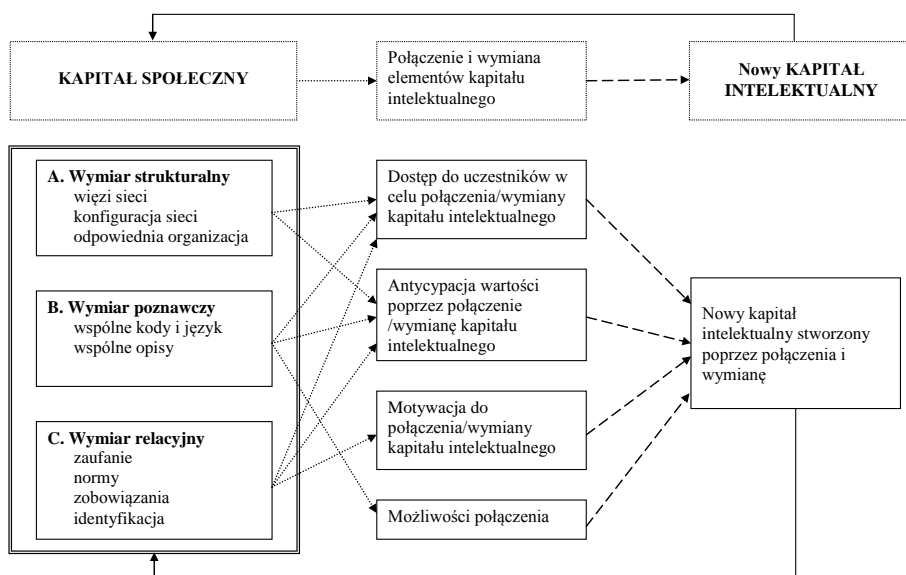 KAPITAŁ SPOŁECZNY
Połączenie i wymiana
elementów kapitału
intelektualnego
Nowy KAPITAŁ
INTELEKTUALNY
A. Wymiar strukturalny
więzi sieci
konfiguracja sieci
odpowiednia organizacja
B. Wymiar poznawczy
wspólne kody i język
wspólne opisy
C. Wymiar relacyjny
zaufanie
normy
zobowiązania
identyfikacja
Dostęp do uczestników w
celu połączenia/wymiany
kapitału intelektualnego
Antycypacja wartości
poprzez połączenie
/wymianę kapitału
intelektualnego
Motywacja do
połączenia/wymiany
kapitału intelektualnego
Możliwości połączenia
Nowy kapitał
intelektualny stworzony
poprzez połączenia i
wymianę